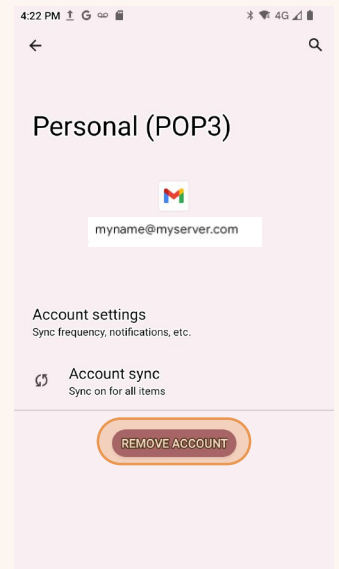 4:22 PM G 4G
Personal (POP3)
myname@myserver.com
Account settings
Sync frequency, notifications, etc.
Account sync
Sync on for all items
REMOVE ACCOUNT